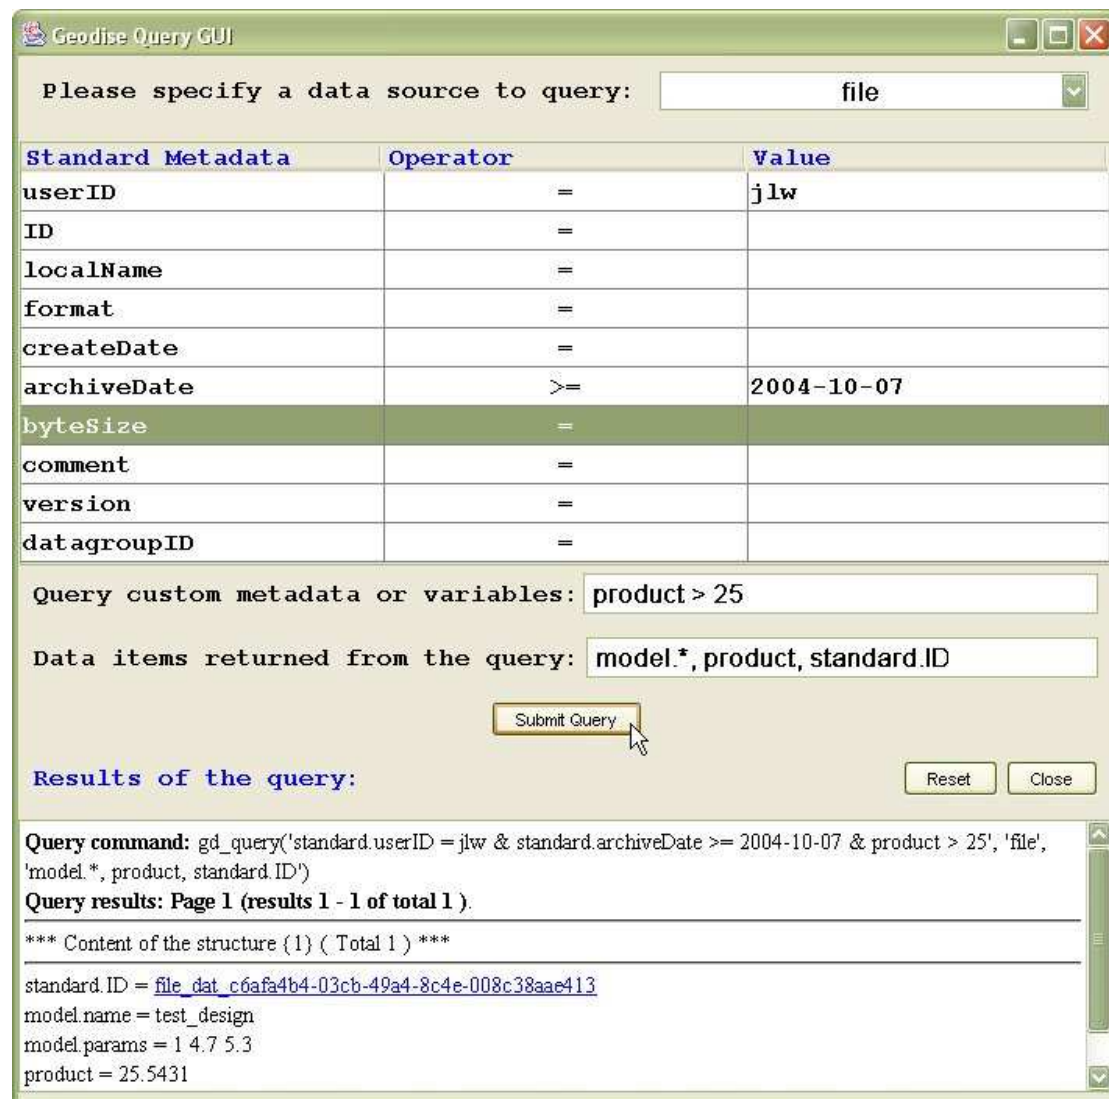 Geodise Query GUI
Please specify a data source to query: file
Standard Metadata Operator Value
userID = jlw
ID =
localName =
format =
createDate =
archiveDate >= 2004-10-07
byteSize =
comment =
version =
datagroupID =
Query custom metadata or variables: product > 25
Data items returned from the query: model.*, product, standard.ID
Submit Query
Results of the query: Reset Close
Query command: gd_query('standard.userID = jlw & standard.archiveDate >= 2004-10-07 & product > 25', 'file',
'model.*, product, standard.ID')
Query results: Page 1 (results 1 - 1 of total 1 ).
*** Content of the structure {1} ( Total 1 ) ***
standard.ID = file_dat_c6afa4b4-03cb-49a4-8c4e-008c38aae413
model.name = test_design
model.params = 1 4.7 5.3
product = 25.5431